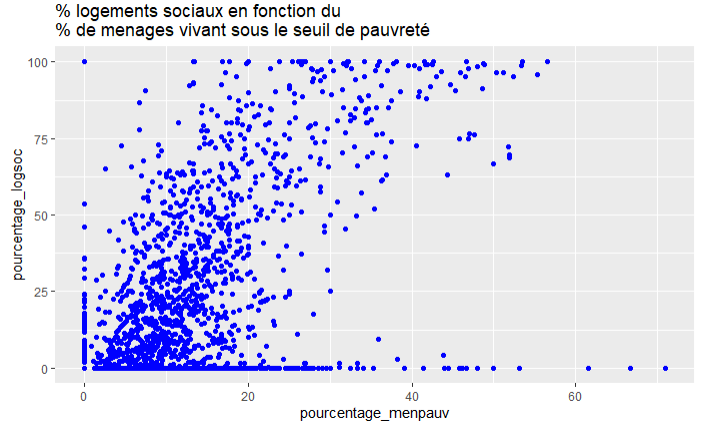 % logements sociaux en fonction du
% de menages vivant sous le seuil de pauvreté
100
75
50
25
0
pourcentage_logsoc
0
20
40
60
pourcentage_menpauv